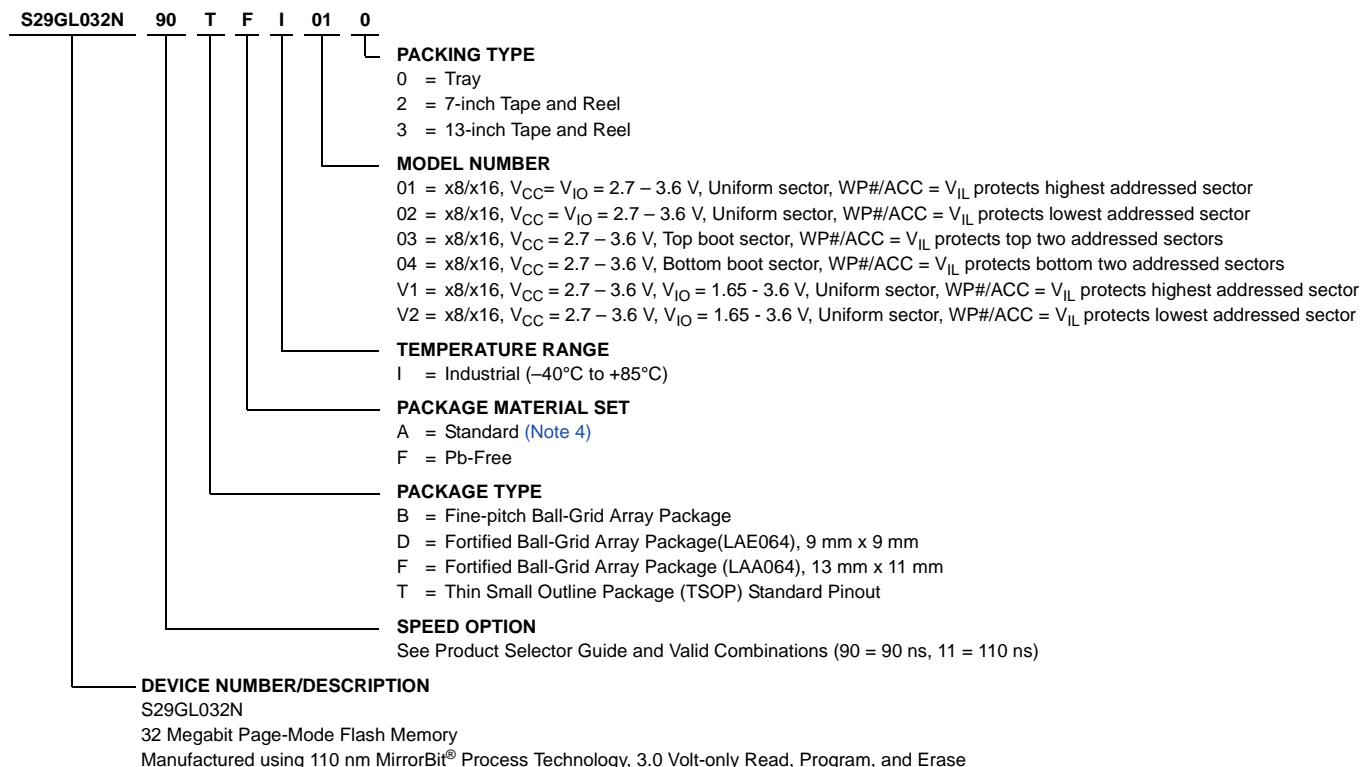 S29GL032N 90 T F I 01 0
PACKING TYPE
0 = Tray
2 = 7-inch Tape and Reel
3 = 13-inch Tape and Reel
MODEL NUMBER
01 = x8/x16, VCC= VIO = 2.7 – 3.6 V, Uniform sector, WP#/ACC = VIL protects highest addressed sector
02 = x8/x16, VCC = VIO = 2.7 – 3.6 V, Uniform sector, WP#/ACC = VIL protects lowest addressed sector
03 = x8/x16, VCC = 2.7 – 3.6 V, Top boot sector, WP#/ACC = VIL protects top two addressed sectors
04 = x8/x16, VCC = 2.7 – 3.6 V, Bottom boot sector, WP#/ACC = VIL protects bottom two addressed sectors
V1 = x8/x16, VCC = 2.7 – 3.6 V, VIO = 1.65 - 3.6 V, Uniform sector, WP#/ACC = VIL protects highest addressed sector
V2 = x8/x16, VCC = 2.7 – 3.6 V, VIO = 1.65 - 3.6 V, Uniform sector, WP#/ACC = VIL protects lowest addressed sector
TEMPERATURE RANGE
I = Industrial (–40°C to +85°C)
PACKAGE MATERIAL SET
A = Standard (Note 4)
F = Pb-Free
PACKAGE TYPE
B = Fine-pitch Ball-Grid Array Package
D = Fortified Ball-Grid Array Package(LAE064), 9 mm x 9 mm
F = Fortified Ball-Grid Array Package (LAA064), 13 mm x 11 mm
T = Thin Small Outline Package (TSOP) Standard Pinout
SPEED OPTION
See Product Selector Guide and Valid Combinations (90 = 90 ns, 11 = 110 ns)
DEVICE NUMBER/DESCRIPTION
S29GL032N
32 Megabit Page-Mode Flash Memory
Manufactured using 110 nm MirrorBit® Process Technology, 3.0 Volt-only Read, Program, and Erase